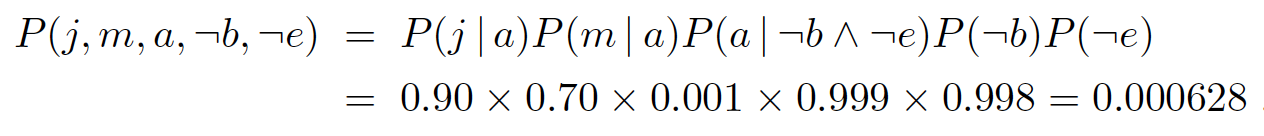 P(j, m, a, ¬b, ¬e) = P(j | a)P(m | a)P(a | ¬b ∧ ¬e)P(¬b)P(¬e)
= 0.90 × 0.70 × 0.001 × 0.999 × 0.998 = 0.000628 .